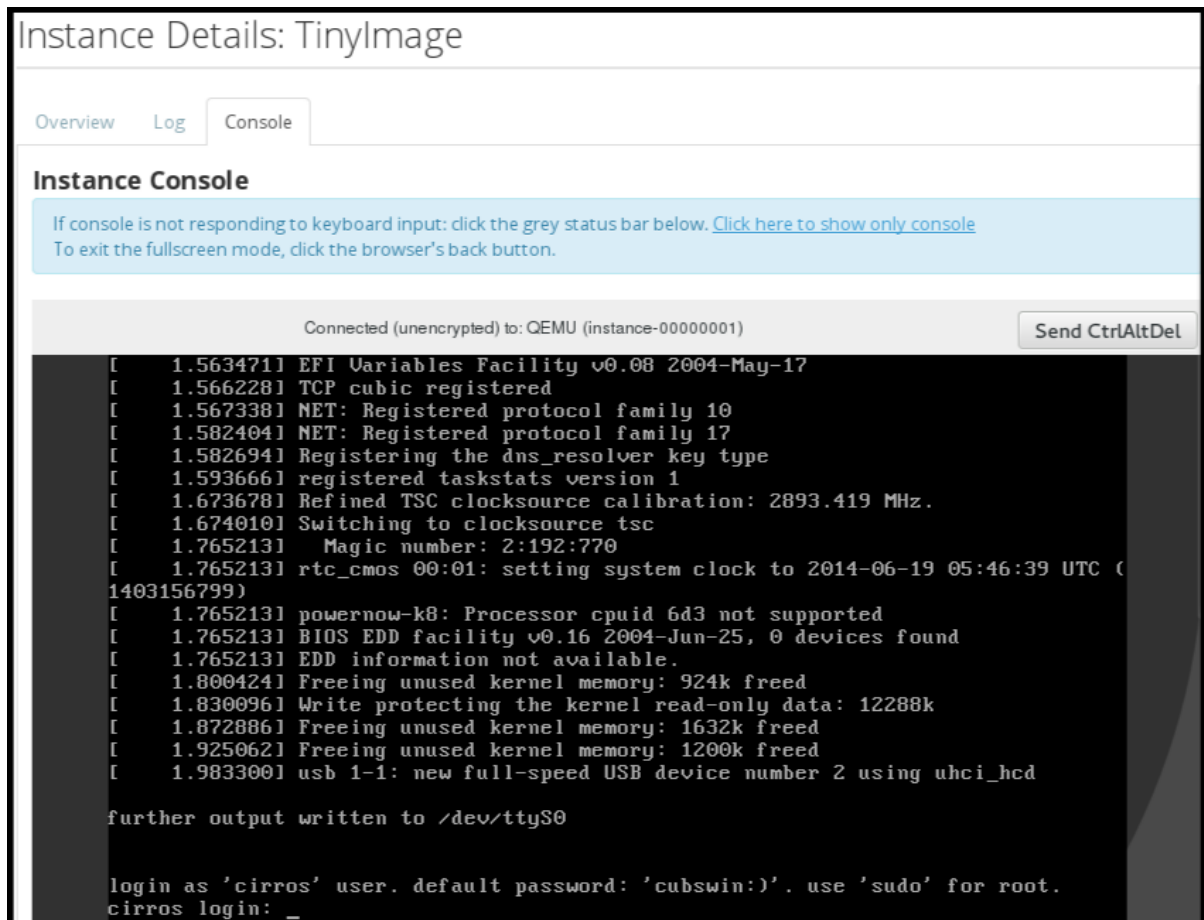 Instance Details: TinyImage
Overview Log Console
Instance Console
If console is not responding to keyboard input: click the grey status bar below. Click here to show only console
To exit the fullscreen mode, click the browser's back button.
Connected (unencrypted) to: QEMU (instance-00000001) Send CtrlAltDel
[    1.563471] EFI Variables Facility v0.08 2004-May-17
[    1.566228] TCP cubic registered
[    1.567338] NET: Registered protocol family 10
[    1.582404] NET: Registered protocol family 17
[    1.582694] Registering the dns_resolver key type
[    1.593666] registered taskstats version 1
[    1.673678] Refined TSC clocksource calibration: 2893.419 MHz.
[    1.674010] Switching to clocksource tsc
[    1.765213]   Magic number: 2:192:770
[    1.765213] rtc_cmos 00:01: setting system clock to 2014-06-19 05:46:39 UTC (
1403156799)
[    1.765213] powernow-k8: Processor cpuid 6d3 not supported
[    1.765213] BIOS EDD facility v0.16 2004-Jun-25, 0 devices found
[    1.765213] EDD information not available.
[    1.800424] Freeing unused kernel memory: 924k freed
[    1.830096] Write protecting the kernel read-only data: 12288k
[    1.872886] Freeing unused kernel memory: 1632k freed
[    1.925062] Freeing unused kernel memory: 1200k freed
[    1.983300] usb 1-1: new full-speed USB device number 2 using uhci_hcd
further output written to /dev/ttyS0
login as 'cirros' user. default password: 'cubswin:)'. use 'sudo' for root.
cirros login: _